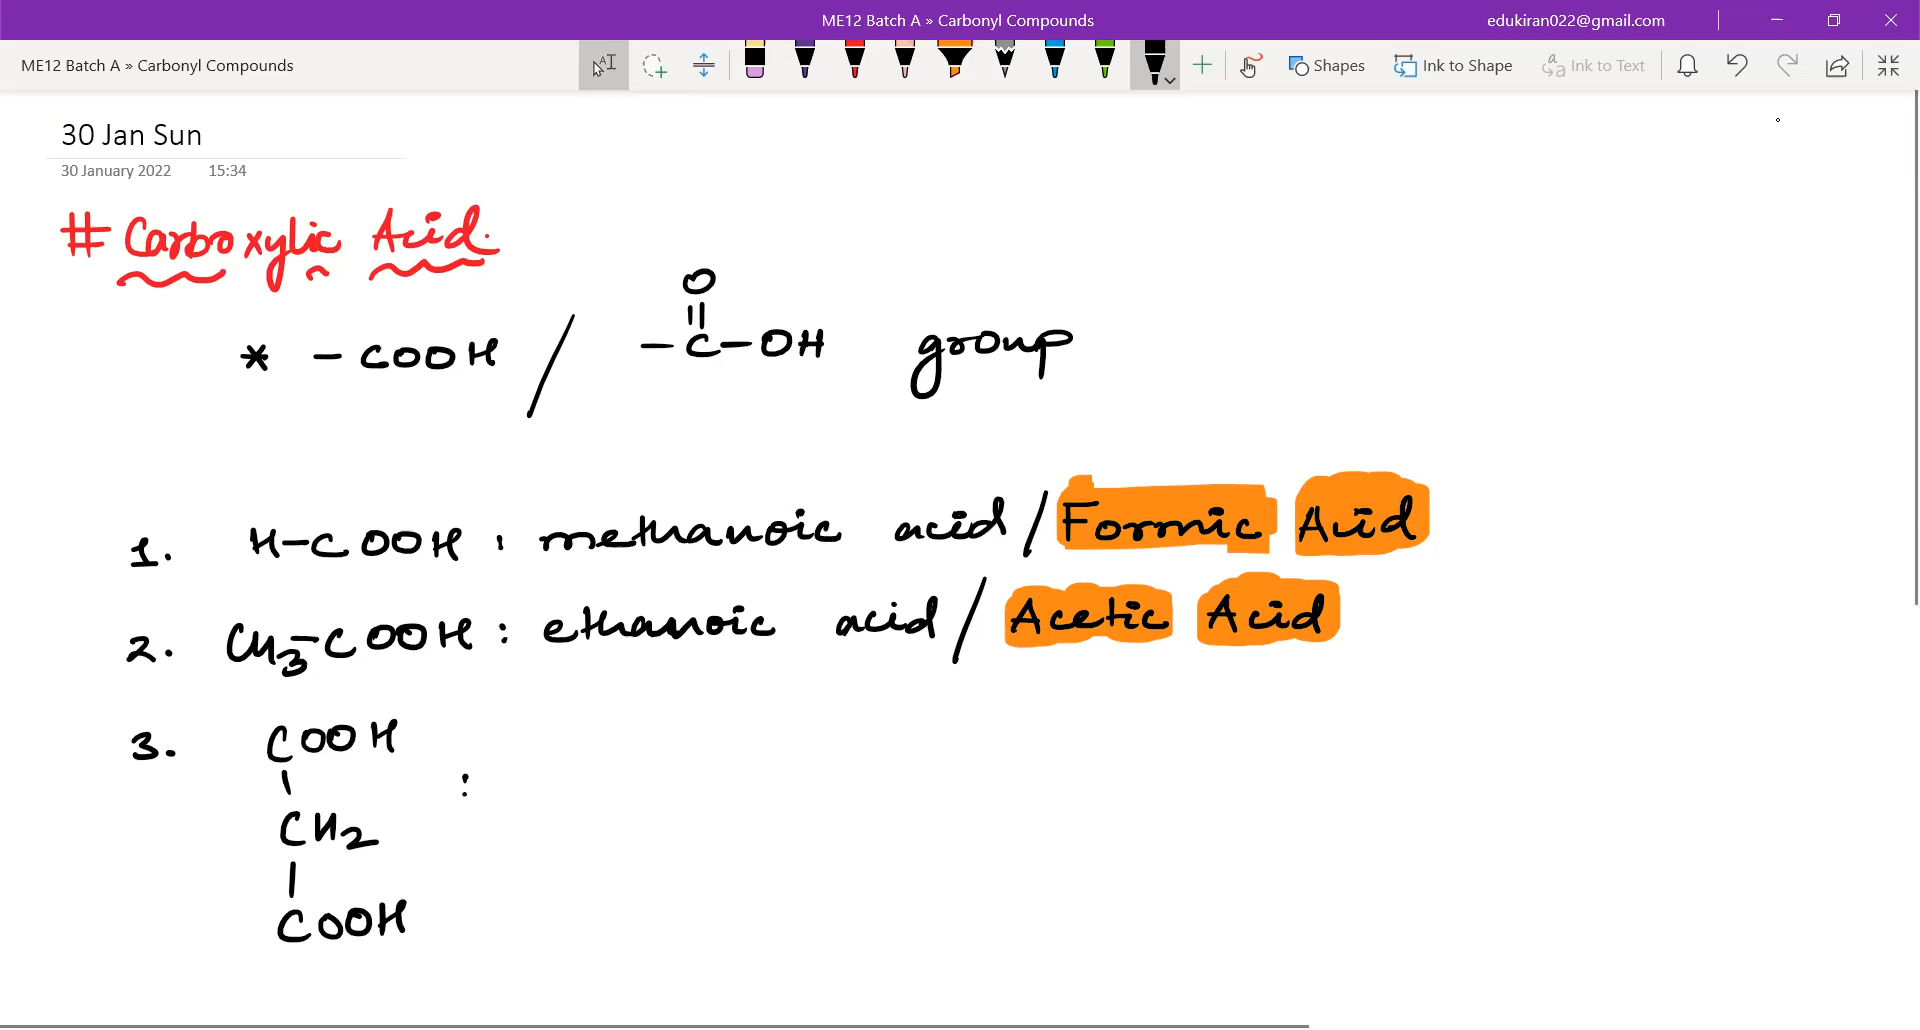 ME12 Batch A » Carbonyl Compounds
edukiran022@gmail.com
ME12 Batch A » Carbonyl Compounds
Shapes
Ink to Shape
Ink to Text
30 Jan Sun
30 January 2022 15:34
# Carboxylic Acid.
* - COOH / - C - OH group
O
||
1. H-COOH : methanoic acid / Formic Acid
2. CH3-COOH : ethanoic acid / Acetic Acid
3. COOH
|
CH2 :
|
COOH